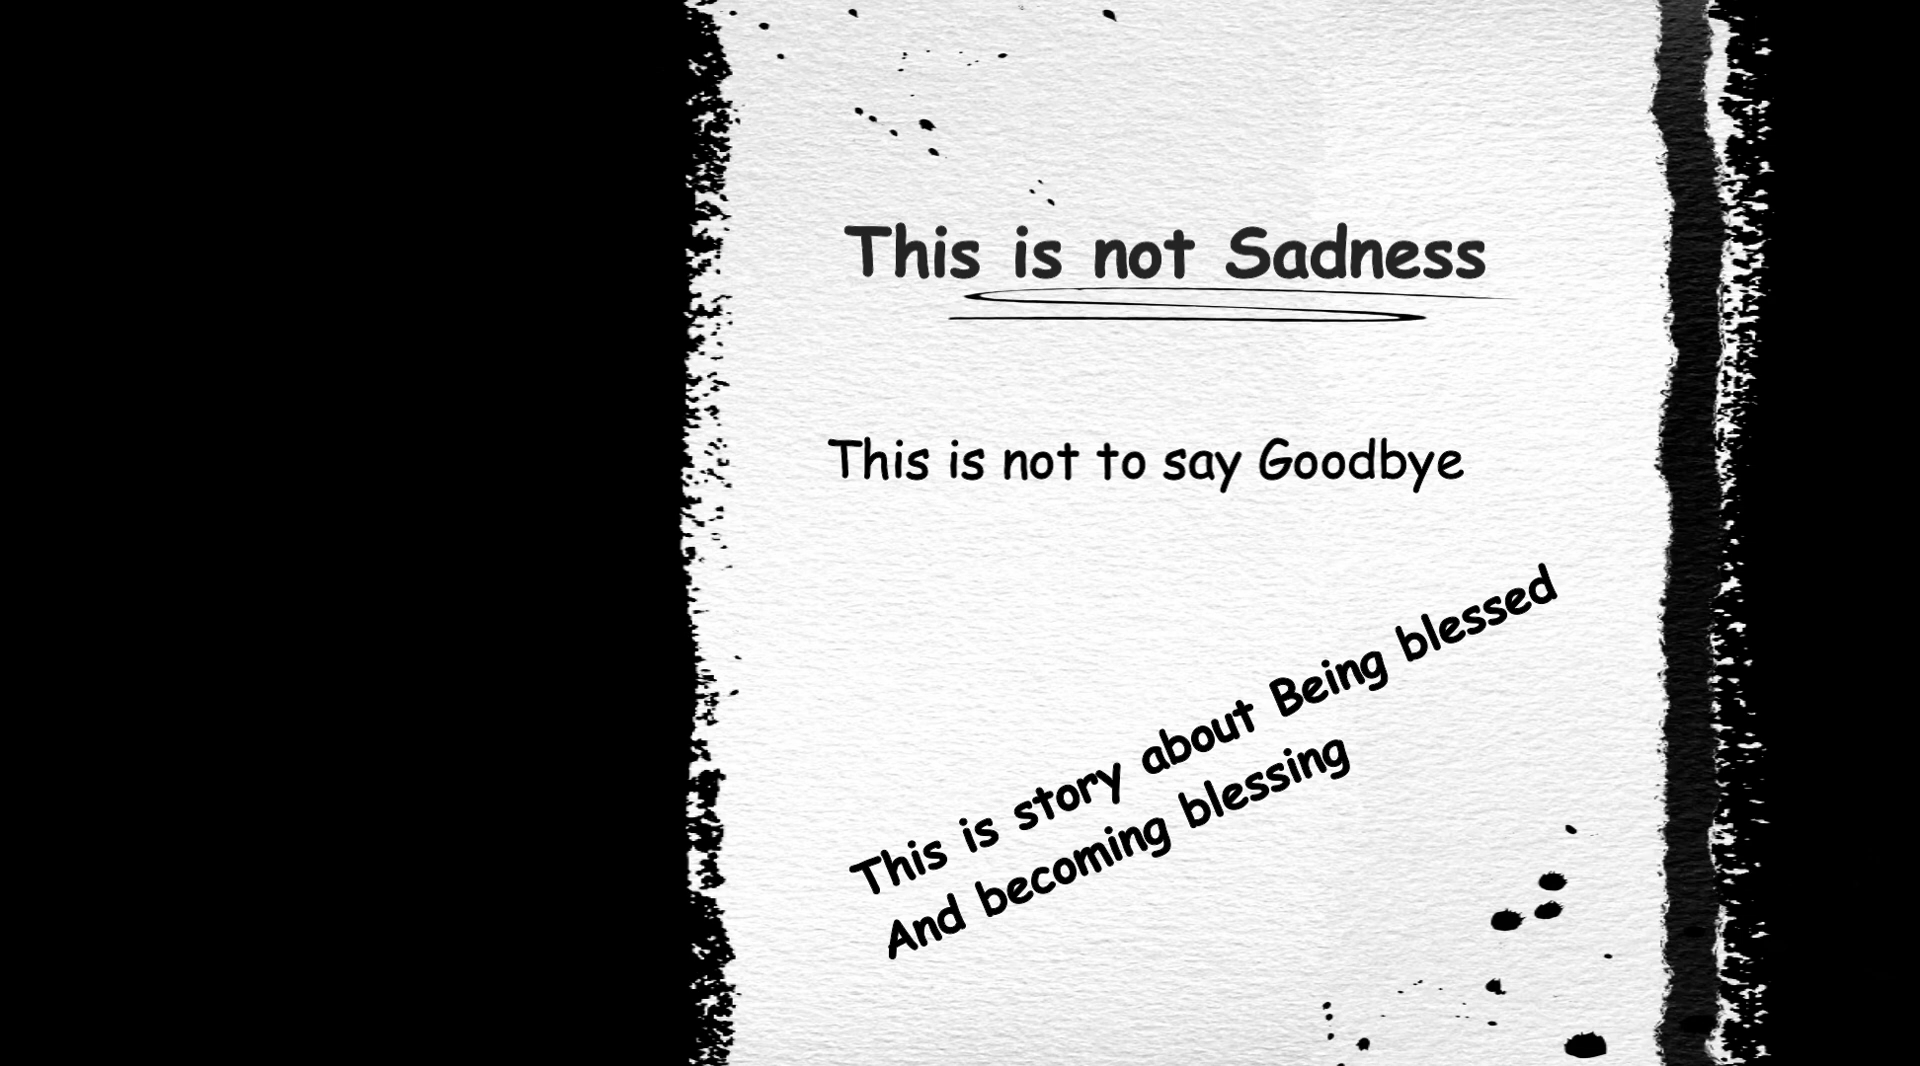 This is not Sadness
This is not to say Goodbye
This is story about Being blessed
And becoming blessing